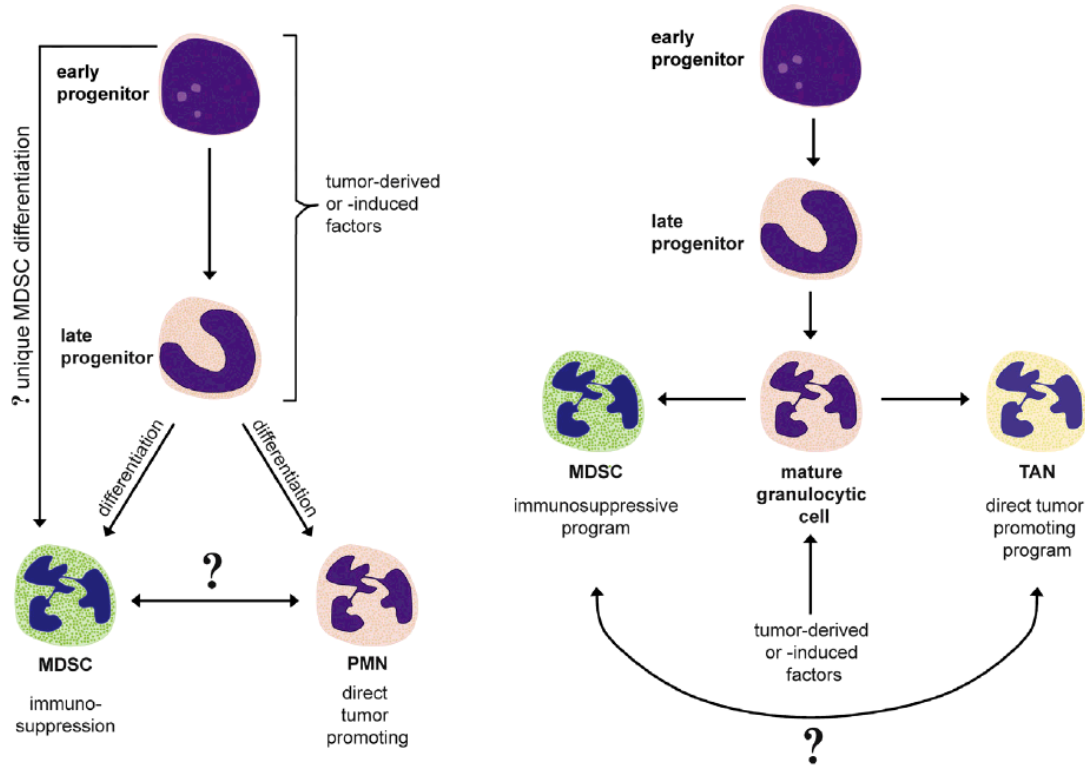 early
progenitor
? unique MDSC differentiation
tumor-derived
or -induced
factors
late
progenitor
differentiation
differentiation
?
MDSC
PMN
immuno-
suppression
direct
tumor
promoting
early
progenitor
late
progenitor
MDSC
immunosuppressive
program
mature
granulocytic
cell
TAN
direct tumor
promoting
program
tumor-derived
or -induced
factors
?